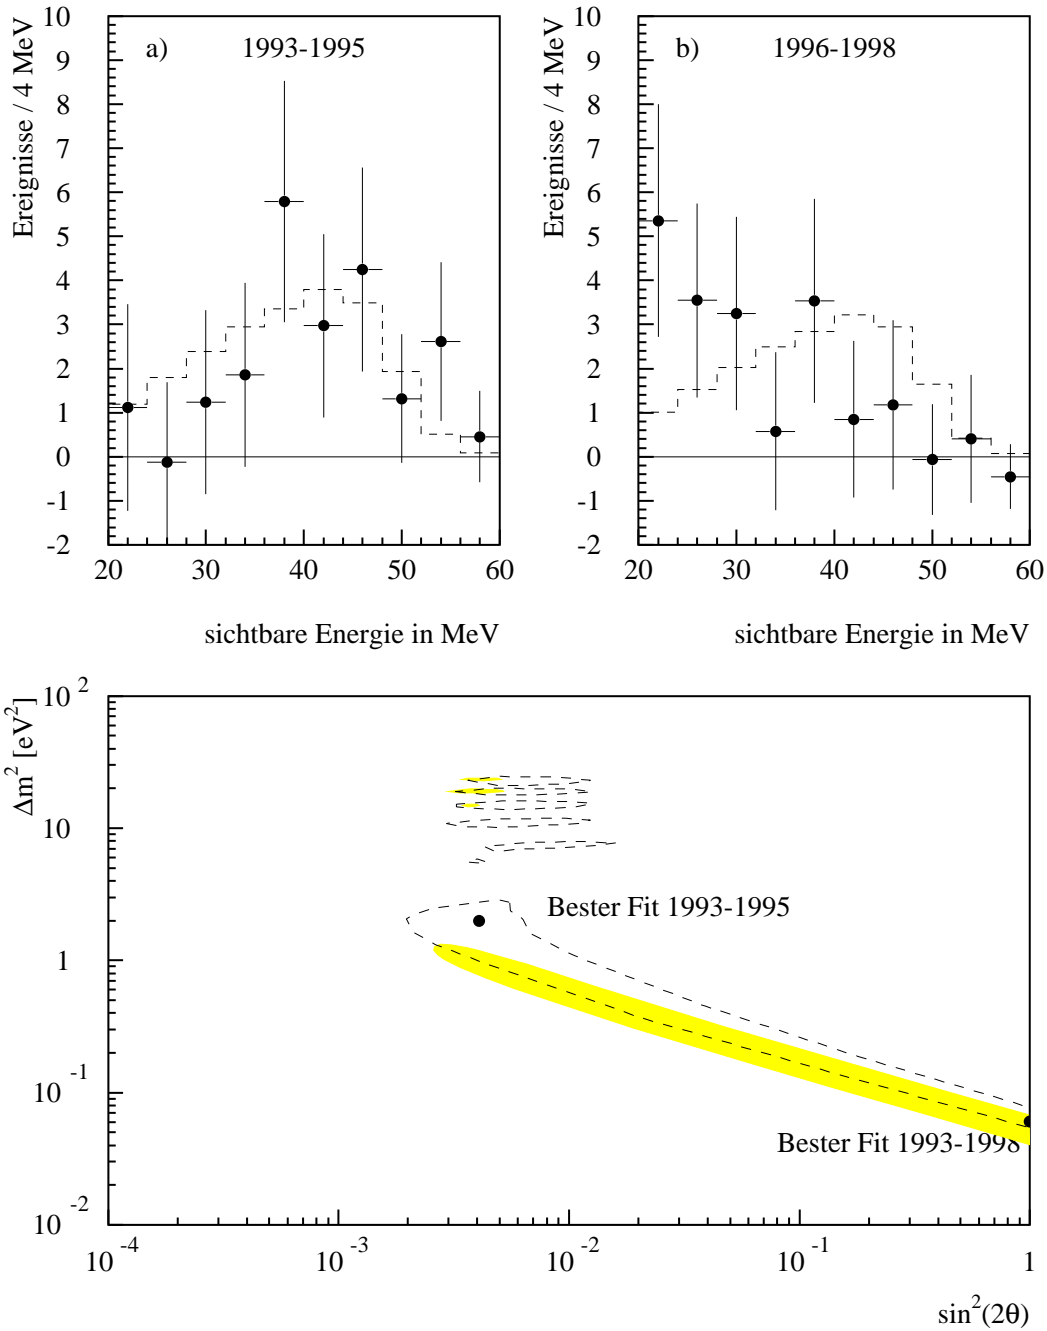 a) 1993-1995
Ereignisse / 4 MeV
10
9
8
7
6
5
4
3
2
1
0
-1
-2
20 30 40 50 60
sichtbare Energie in MeV
b) 1996-1998
Ereignisse / 4 MeV
10
9
8
7
6
5
4
3
2
1
0
-1
-2
20 30 40 50 60
sichtbare Energie in MeV
Δm² [eV²]
10²
10
1
10⁻¹
10⁻²
Bester Fit 1993-1995
Bester Fit 1993-1998
10⁻⁴ 10⁻³ 10⁻² 10⁻¹ 1
sin²(2θ)